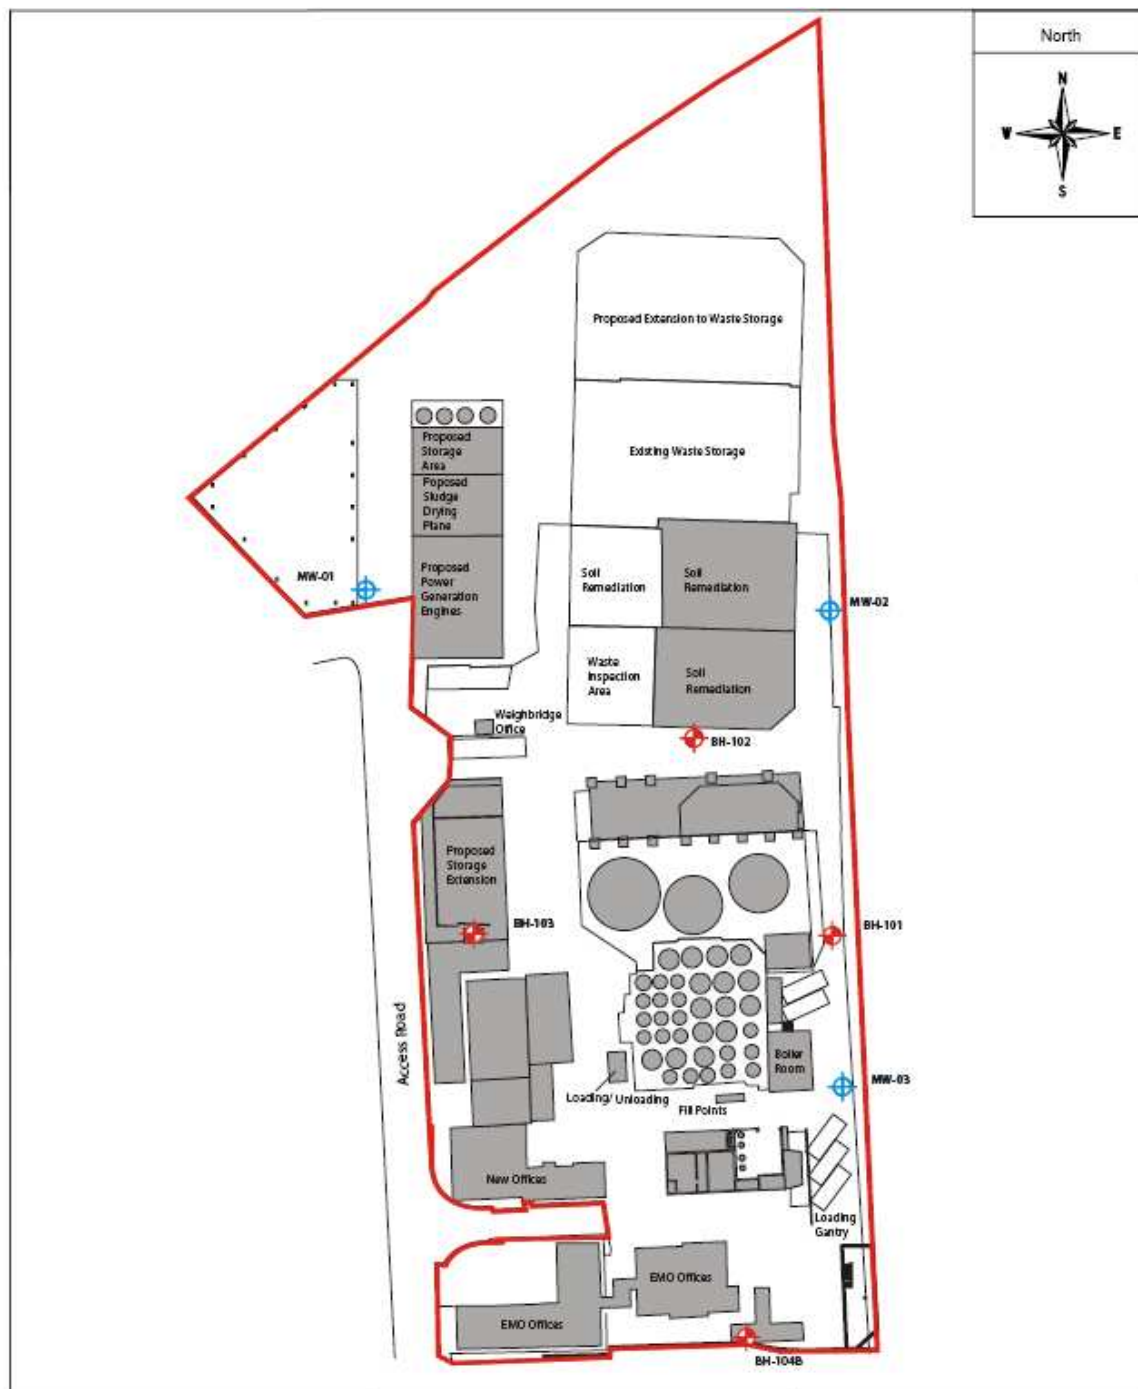 North
N
W
E
S
Proposed Extension to Waste Storage
Existing Waste Storage
Proposed
Storage
Area
Poposed
Sludge
Drying
Plane
Proposed
Power
Generation
Engines
MW-01
Soil
Remediation
Soil
Remediation
MW-02
Waste
Inspection
Area
Soil
Remediation
Weighbridge
Office
BH-102
Proposed
Storage
Extension
BH-103
BH-101
Access Road
Boiler
Room
MW-03
Loading/ Unloading
Fill Points
New Offices
Loading
Gantry
EMO Offices
EMO Offices
BH-104B